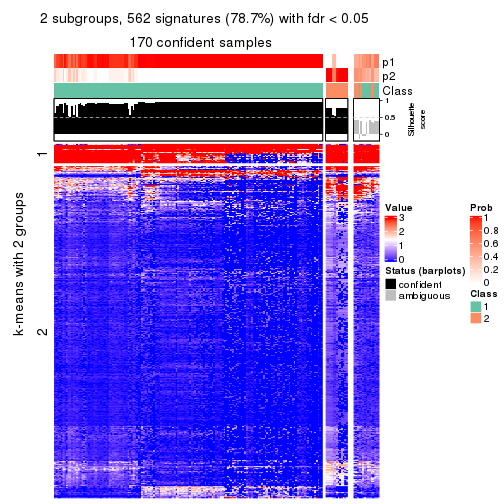 2 subgroups, 562 signatures (78.7%) with fdr < 0.05
170 confident samples
p1
p2
Class
1
0.5
0
Silhouette
score
k-means with 2 groups
1
2
Value
3
2
1
0
Status (barplots)
confident
ambiguous
Prob
1
0.8
0.6
0.4
0.2
0
Class
1
2